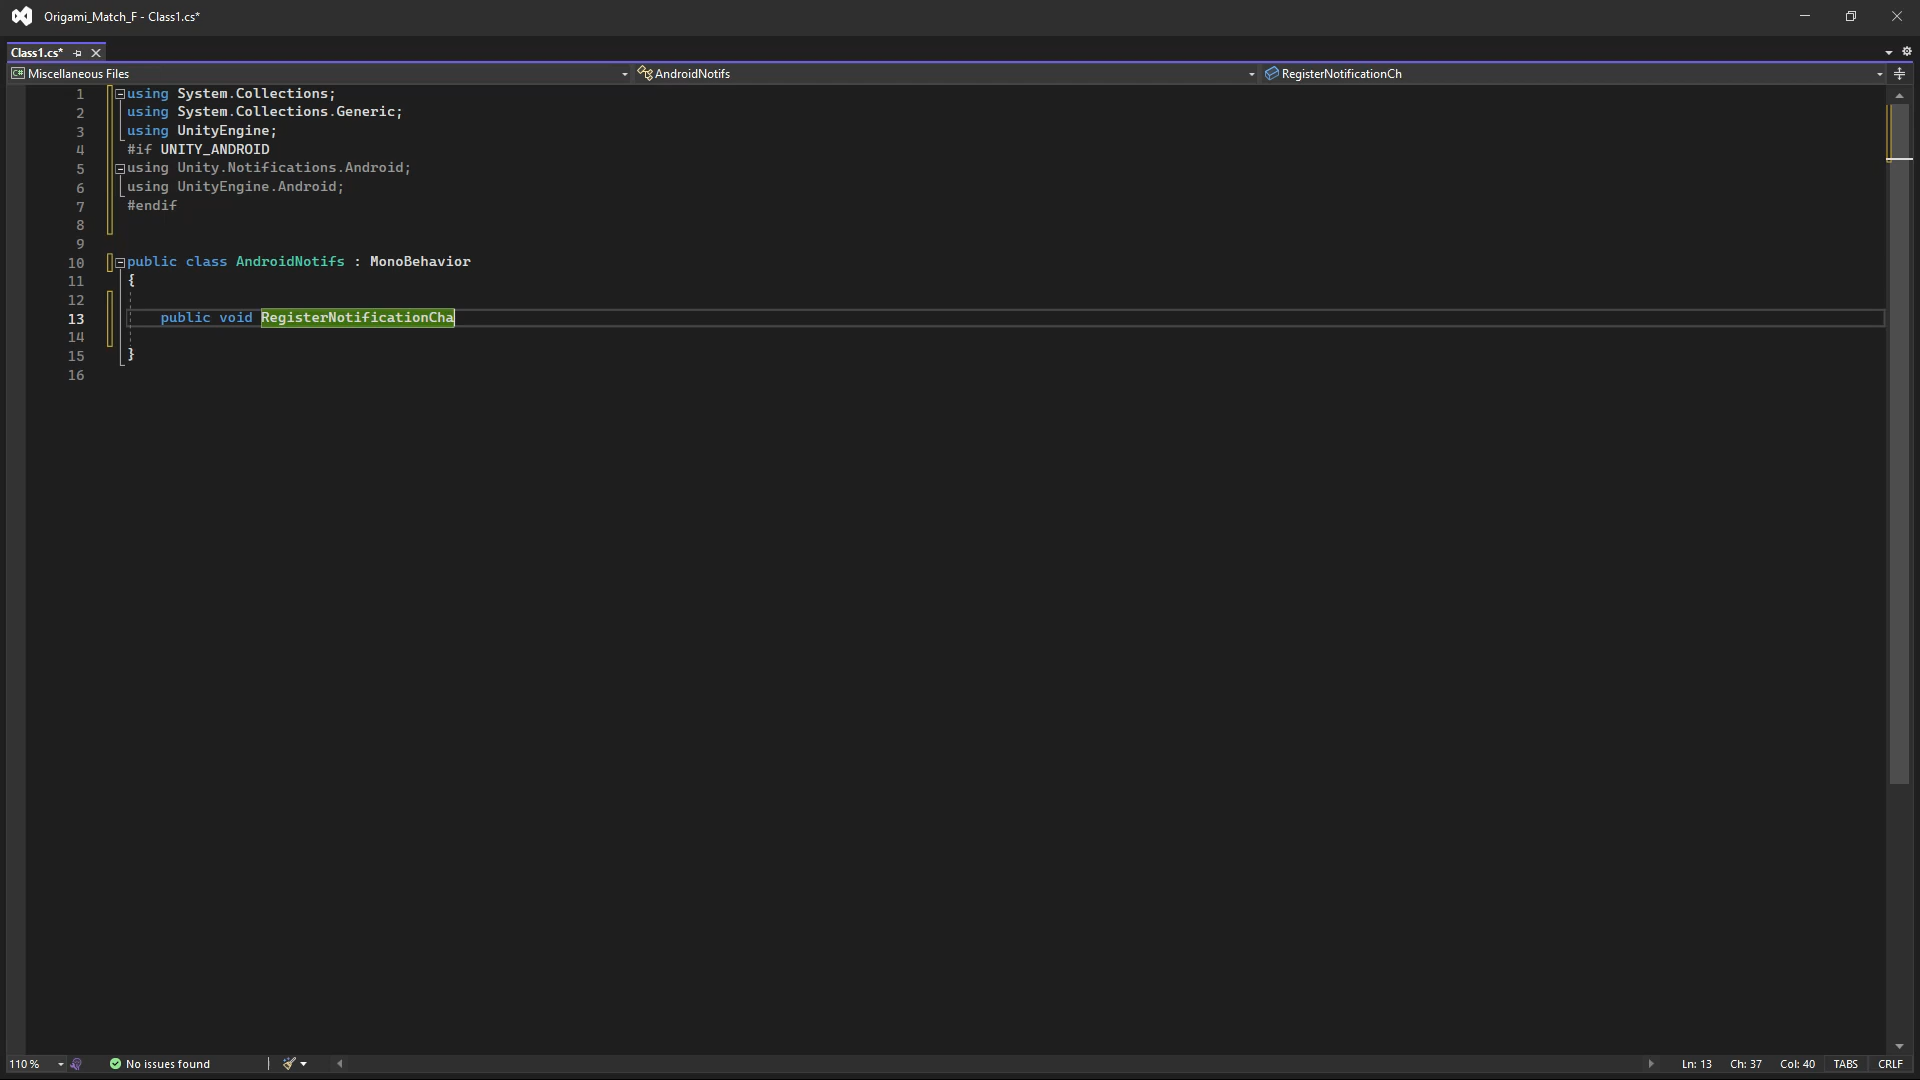 Origami_Match_F - Class1.cs*
Class1.cs*
C# Miscellaneous Files AndroidNotifs RegisterNotificationCh
1 using System.Collections;
2 using System.Collections.Generic;
3 using UnityEngine;
4 #if UNITY_ANDROID
5 using Unity.Notifications.Android;
6 using UnityEngine.Android;
7 #endif
8
9
10 public class AndroidNotifs : MonoBehavior
11 {
12
13 public void RegisterNotificationCha
14
15 }
16
110 % No issues found Ln: 13 Ch: 37 Col: 40 TABS CRLF